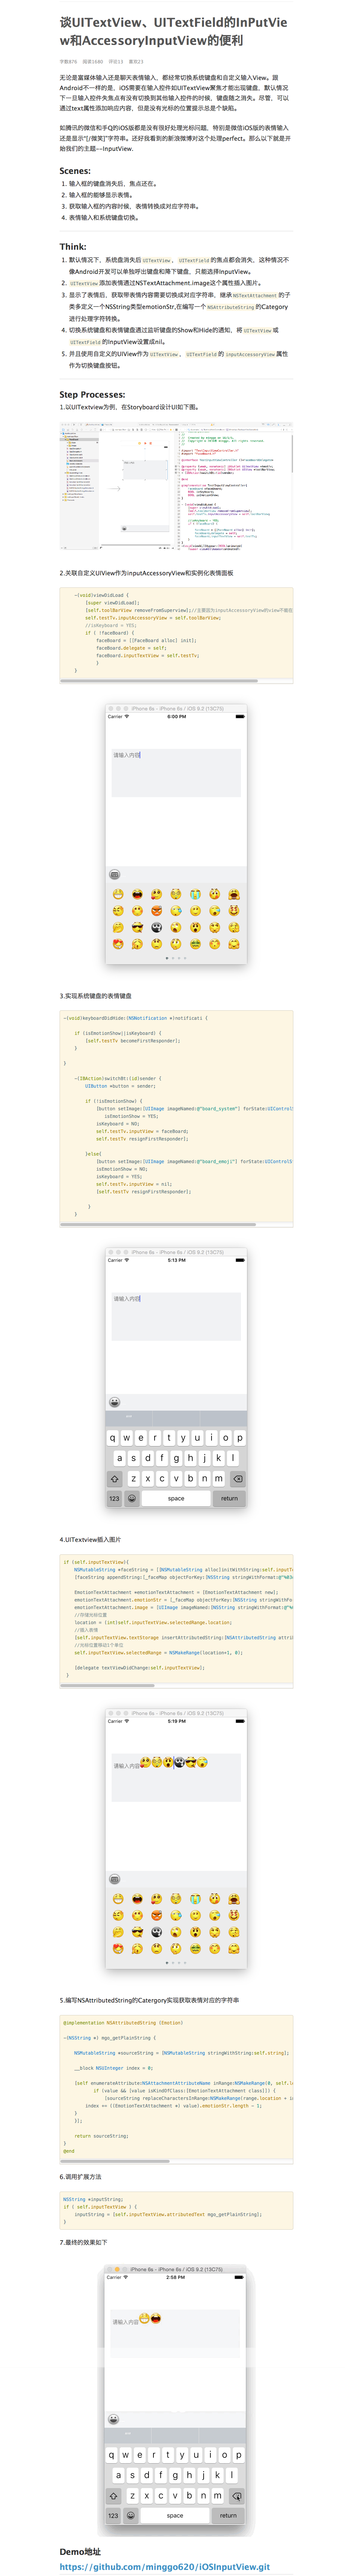 谈UITextView、UITextField的InPutVie
w和AccessoryInputView的便利
字数876 阅读1680 评论13 喜欢23
无论是富媒体输入还是聊天表情输入，都经常切换系统键盘和自定义输入View。跟
Android不一样的是，iOS需要在输入控件如UITextView聚焦才能出现键盘，默认情况
下一旦输入控件失焦点有没有切换到其他输入控件的时候，键盘随之消失。尽管，可以
通过text属性添加响应内容，但是没有光标的位置提示总是个缺陷。
如腾讯的微信和手Q的iOS版都是没有很好处理光标问题，特别是微信iOS版的表情输入
还是显示"[/微笑]"字符串。还好我看到的新浪微博对这个处理perfect。那么以下就是开
始我们的主题--InputView.
Scenes:
1. 输入框的键盘消失后，焦点还在。
2. 输入框的能够显示表情。
3. 获取输入框的内容时候，表情转换成对应字符串。
4. 表情输入和系统键盘切换。
Think:
1. 默认情况下，系统盘消失后 UITextView 、 UITextField 的焦点都会消失，这种情况不
像Android开发可以单独呼出键盘和降下键盘，只能选择InputView。
2. UITextView 添加表情通过NSTextAttachment.image这个属性插入图片。
3. 显示了表情后，获取带表情内容需要切换成对应字符串，继承 NSTextAttachment 的子
类多定义一个NSString类型emotionStr,在编写一个 NSAttributeString 的Category
进行处理字符转换。
4. 切换系统键盘和表情键盘通过监听键盘的Show和Hide的通知，将 UITextView 或
UITextField 的InputView设置成nil。
5. 并且使用自定义的UIView作为 UITextView 、 UITextField 的 inputAccessoryView 属性
作为切换键盘按钮。
Step Processes:
1.以UITextview为例，在Storyboard设计UI如下图。
2.关联自定义UIView作为inputAccessoryView和实例化表情面板
-(void)viewDidLoad {
[super viewDidLoad];
[self.toolBarView removeFromSuperview];//主要因为inputAccessoryView的view不能在
self.testTv.inputAccessoryView = self.toolBarView;
//isKeyboard = YES;
if ( !faceBoard) {
faceBoard = [[FaceBoard alloc] init];
faceBoard.delegate = self;
faceBoard.inputTextView = self.testTv;
}
}
iPhone 6s - iPhone 6s / iOS 9.2 (13C75)
Carrier 6:00 PM
请输入内容
3.实现系统键盘的表情键盘
-(void)keyboardDidHide:(NSNotification *)notificati {
if (isEmotionShow||isKeyboard) {
[self.testTv becomeFirstResponder];
}
}
-(IBAction)switchBt:(id)sender {
UIButton *button = sender;
if (!isEmotionShow) {
[button setImage:[UIImage imageNamed:@"board_system"] forState:UIControl
isEmotionShow = YES;
isKeyboard = NO;
self.testTv.inputView = faceBoard;
[self.testTv resignFirstResponder];
}else{
[button setImage:[UIImage imageNamed:@"board_emoji"] forState:UIControlS
isEmotionShow = NO;
isKeyboard = YES;
self.testTv.inputView = nil;
[self.testTv resignFirstResponder];
}
}
iPhone 6s - iPhone 6s / iOS 9.2 (13C75)
Carrier 5:13 PM
请输入内容
q w e r t y u i o p
a s d f g h j k l
z x c v b n m
123 space return
4.UITextview插入图片
if (self.inputTextView){
NSMutableString *faceString = [[NSMutableString alloc]initWithString:self.inputTe
[faceString appendString:[_faceMap objectForKey:[NSString stringWithFormat:@"%03d
EmotionTextAttachment *emotionTextAttachment = [EmotionTextAttachment new];
emotionTextAttachment.emotionStr = [_faceMap objectForKey:[NSString stringWithFor
emotionTextAttachment.image = [UIImage imageNamed:[NSString stringWithFormat:@"%0
//存储光标位置
location = (int)self.inputTextView.selectedRange.location;
//插入表情
[self.inputTextView.textStorage insertAttributedString:[NSAttributedString attrib
//光标位置移动1个单位
self.inputTextView.selectedRange = NSMakeRange(location+1, 0);
[delegate textViewDidChange:self.inputTextView];
}
iPhone 6s - iPhone 6s / iOS 9.2 (13C75)
Carrier 5:19 PM
请输入内容
5.编写NSAttributedString的Catergory实现获取表情对应的字符串
@implementation NSAttributedString (Emotion)
-(NSString *) mgo_getPlainString {
NSMutableString *sourceString = [NSMutableString stringWithString:self.string];
__block NSUInteger index = 0;
[self enumerateAttribute:NSAttachmentAttributeName inRange:NSMakeRange(0, self.le
if (value && [value isKindOfClass:[EmotionTextAttachment class]]) {
[sourceString replaceCharactersInRange:NSMakeRange(range.location + in
index += ((EmotionTextAttachment *) value).emotionStr.length - 1;
}
}];
return sourceString;
}
@end
6.调用扩展方法
NSString *inputString;
if ( self.inputTextView ) {
inputString = [self.inputTextView.attributedText mgo_getPlainString];
}
7.最终的效果如下
iPhone 6s - iPhone 6s / iOS 9.2 (13C75)
Carrier 2:58 PM
请输入内容
q w e r t y u i o p
a s d f g h j k l
z x c v b n m
123 space return
Demo地址
https://github.com/minggo620/iOSInputView.git